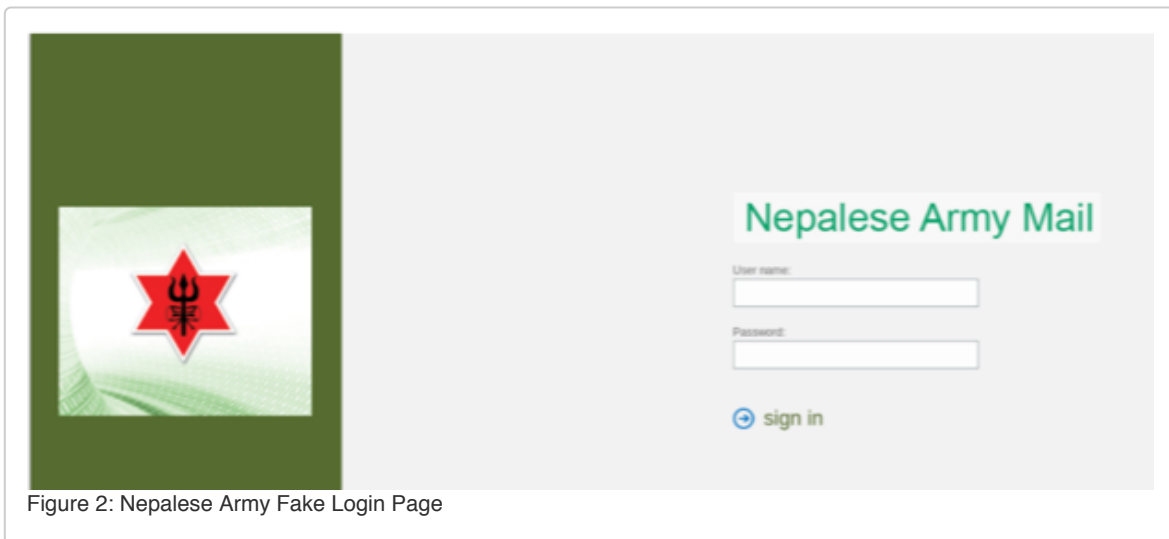 Nepalese Army Mail
User name:
Password:
sign in
Figure 2: Nepalese Army Fake Login Page